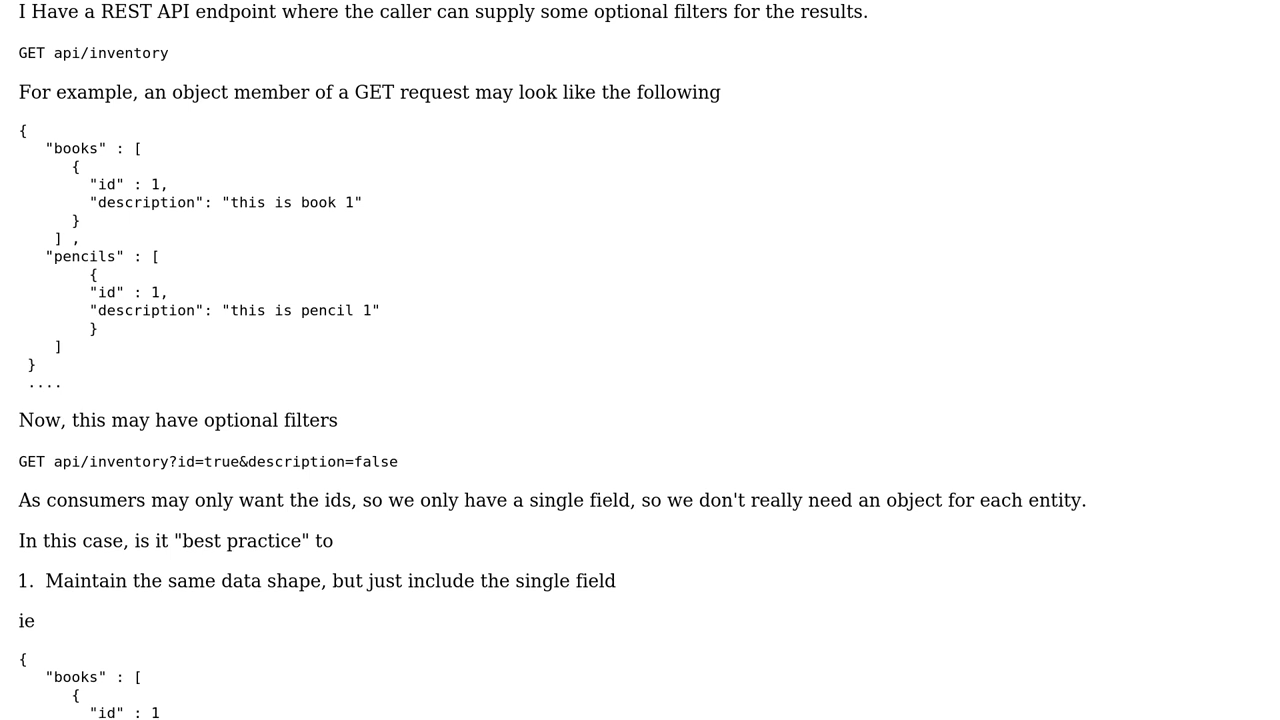 I Have a REST API endpoint where the caller can supply some optional filters for the results.
GET api/inventory
For example, an object member of a GET request may look like the following
{
   "books" : [
      {
        "id" : 1,
        "description": "this is book 1"
      }
    ] ,
   "pencils" : [
        {
        "id" : 1,
        "description": "this is pencil 1"
        }
    ]
 }
 ....
Now, this may have optional filters
GET api/inventory?id=true&description=false
As consumers may only want the ids, so we only have a single field, so we don't really need an object for each entity.
In this case, is it "best practice" to
1. Maintain the same data shape, but just include the single field
ie
{
   "books" : [
      {
        "id" : 1